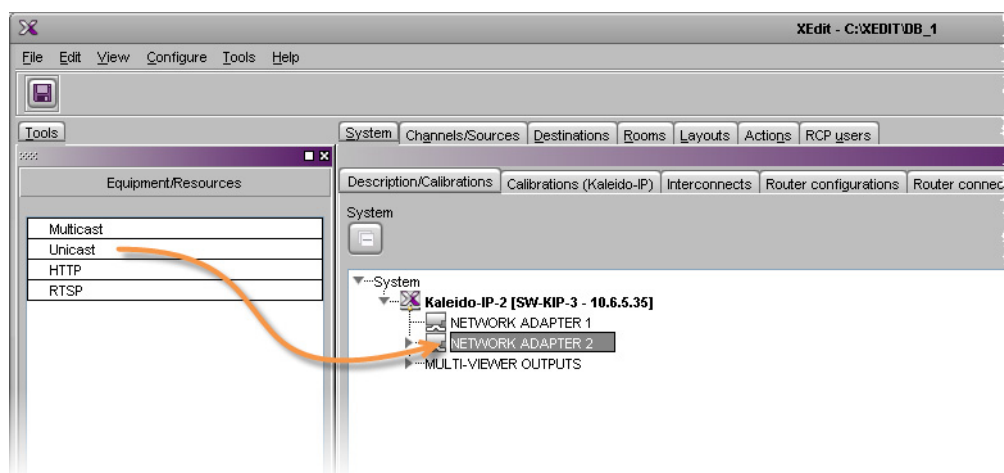 XEdit - C:\XEDIT\DB_1
File Edit View Configure Tools Help
Tools
System Channels/Sources Destinations Rooms Layouts Actions RCP users
Equipment/Resources
Description/Calibrations Calibrations (Kaleido-IP) Interconnects Router configurations Router connec
System
Multicast
Unicast
HTTP
RTSP
System
Kaleido-IP-2 [SW-KIP-3 - 10.6.5.35]
NETWORK ADAPTER 1
NETWORK ADAPTER 2
MULTI-VIEWER OUTPUTS